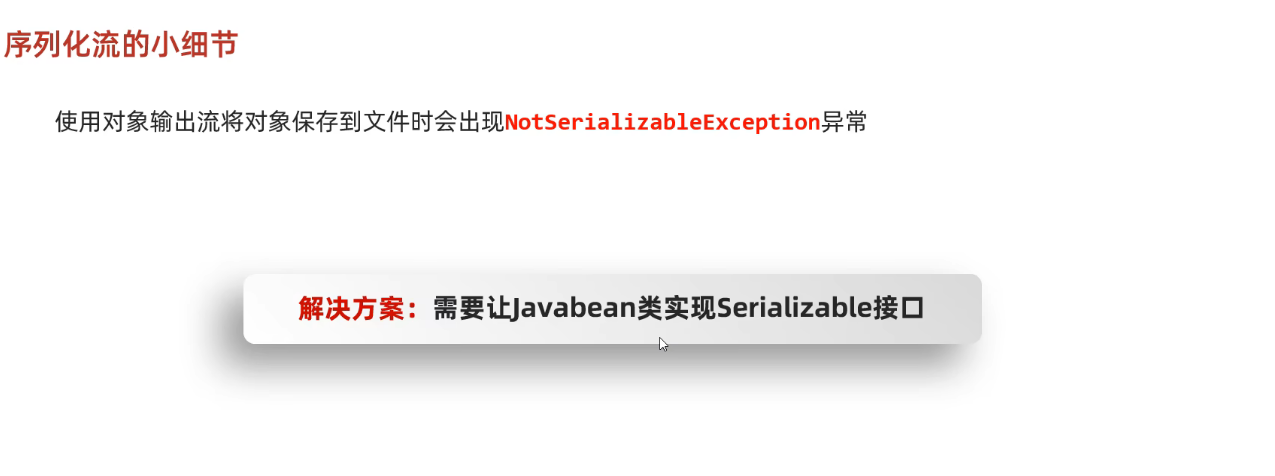 序列化流的小细节
使用对象输出流将对象保存到文件时会出现NotSerializableException异常
解决方案：需要让Javabean类实现Serializable接口